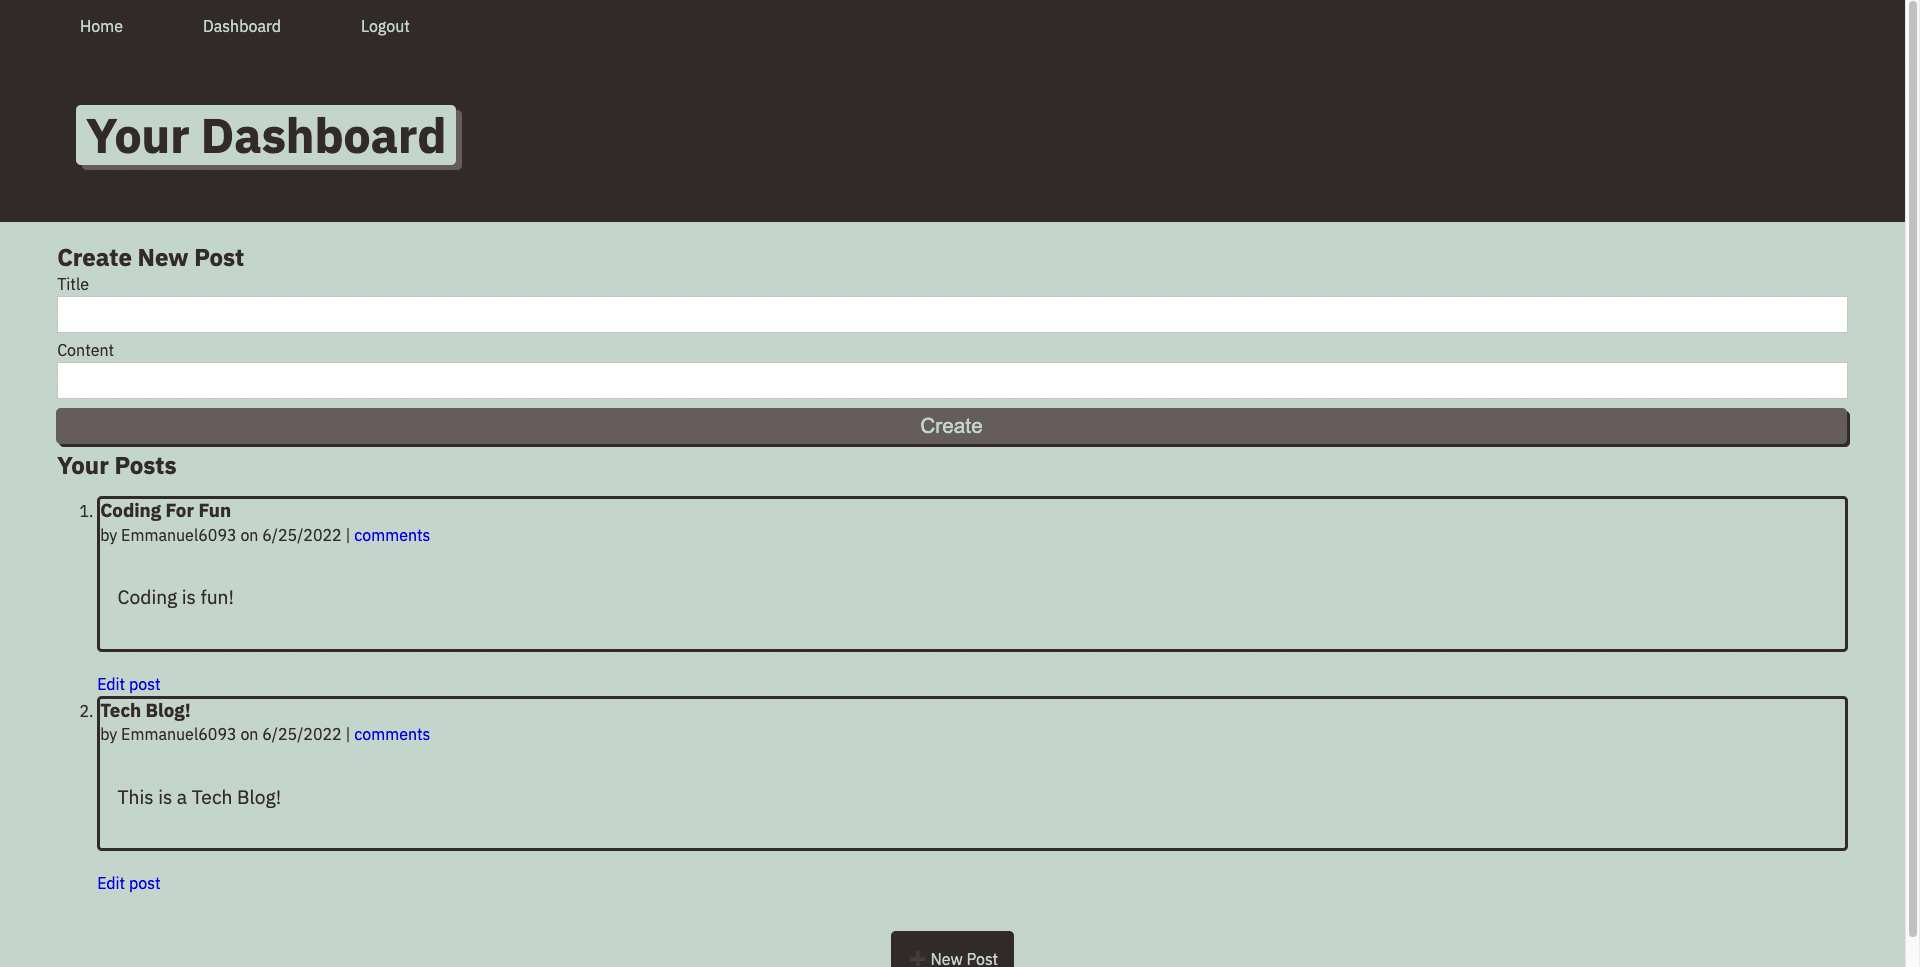 Home Dashboard Logout
Your Dashboard
Create New Post
Title
Content
Create
Your Posts
1. Coding For Fun
by Emmanuel6093 on 6/25/2022 | comments
Coding is fun!
Edit post
2. Tech Blog!
by Emmanuel6093 on 6/25/2022 | comments
This is a Tech Blog!
Edit post
➕ New Post